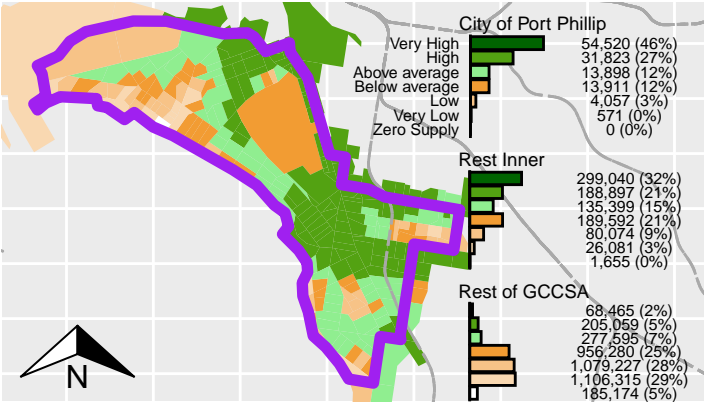 City of Port Phillip
Very High 54,520 (46%)
High 31,823 (27%)
Above average 13,898 (12%)
Below average 13,911 (12%)
Low 4,057 (3%)
Very Low 571 (0%)
Zero Supply 0 (0%)
Rest Inner
299,040 (32%)
188,897 (21%)
135,399 (15%)
189,592 (21%)
80,074 (9%)
26,081 (3%)
1,655 (0%)
Rest of GCCSA
68,465 (2%)
205,059 (5%)
277,595 (7%)
956,280 (25%)
1,079,227 (28%)
1,106,315 (29%)
185,174 (5%)
N